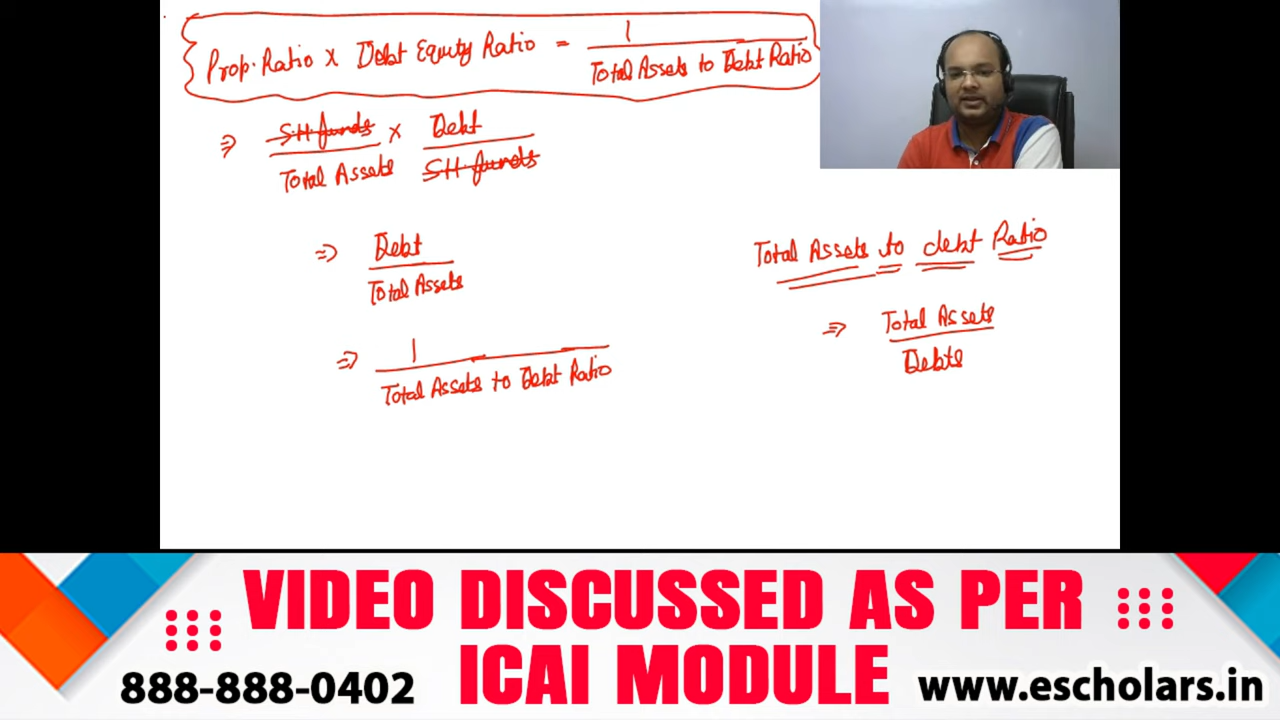 Prop. Ratio x Debt Equity Ratio = 1 / Total Assets to Debt Ratio
⇒ S.H. funds / Total Assets x Debt / S.H. funds
⇒ Debt / Total Assets
⇒ 1 / Total Assets to Debt Ratio
Total Assets to debt Ratio
⇒ Total Assets / Debts
VIDEO DISCUSSED AS PER
ICAI MODULE
888-888-0402
www.escholars.in